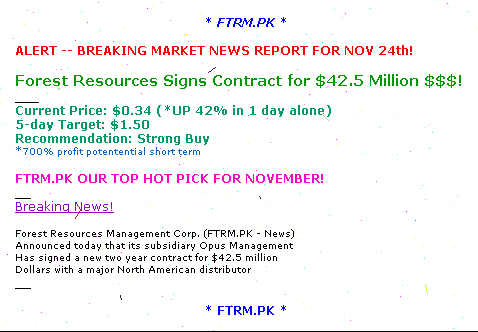 * FTRM.PK *
ALERT -- BREAKING MARKET NEWS REPORT FOR NOV 24th!
Forest Resources Signs Contract for $42.5 Million $$$!
Current Price: $0.34 (*UP 42% in 1 day alone)
5-day Target: $1.50
Recommendation: Strong Buy
*700% profit potentential short term
FTRM.PK OUR TOP HOT PICK FOR NOVEMBER!
Breaking News!
Forest Resources Management Corp. (FTRM.PK - News)
Announced today that its subsidiary Opus Management
Has signed a new two year contract for $42.5 million
Dollars with a major North American distributor
* FTRM.PK *